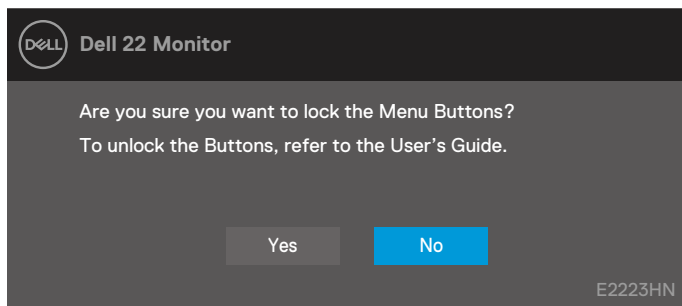 DELL
Dell 22 Monitor
Are you sure you want to lock the Menu Buttons?
To unlock the Buttons, refer to the User’s Guide.
Yes No
E2223HN